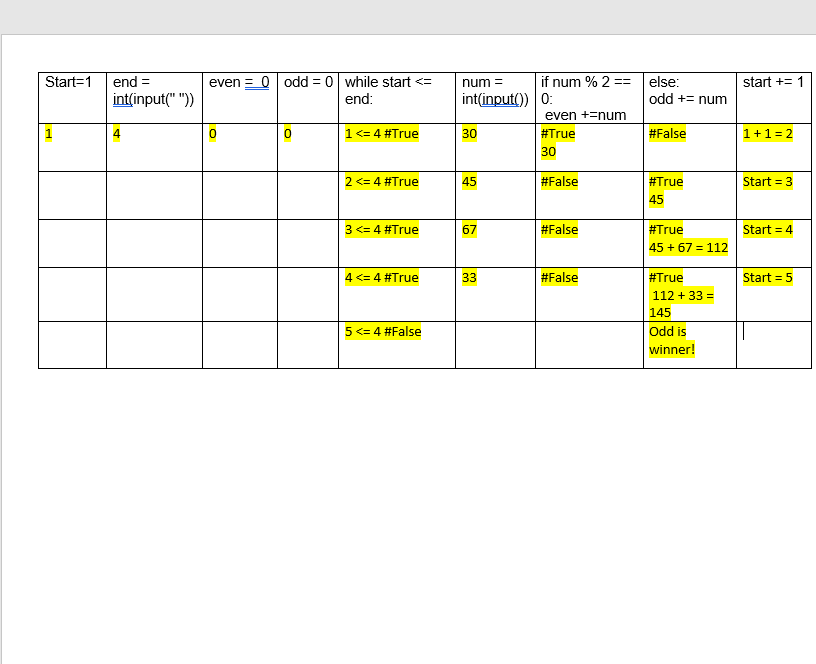 Start=1 end = even = 0 odd = 0 while start <= num = if num % 2 == else: start += 1
int(input(" ")) end: int(input()) 0: odd += num
even +=num
1 4 0 0 1 <= 4 #True 30 #True #False 1 + 1 = 2
30
2 <= 4 #True 45 #False #True Start = 3
45
3 <= 4 #True 67 #False #True Start = 4
45 + 67 = 112
4 <= 4 #True 33 #False #True Start = 5
112 + 33 =
145
5 <= 4 #False Odd is
winner!